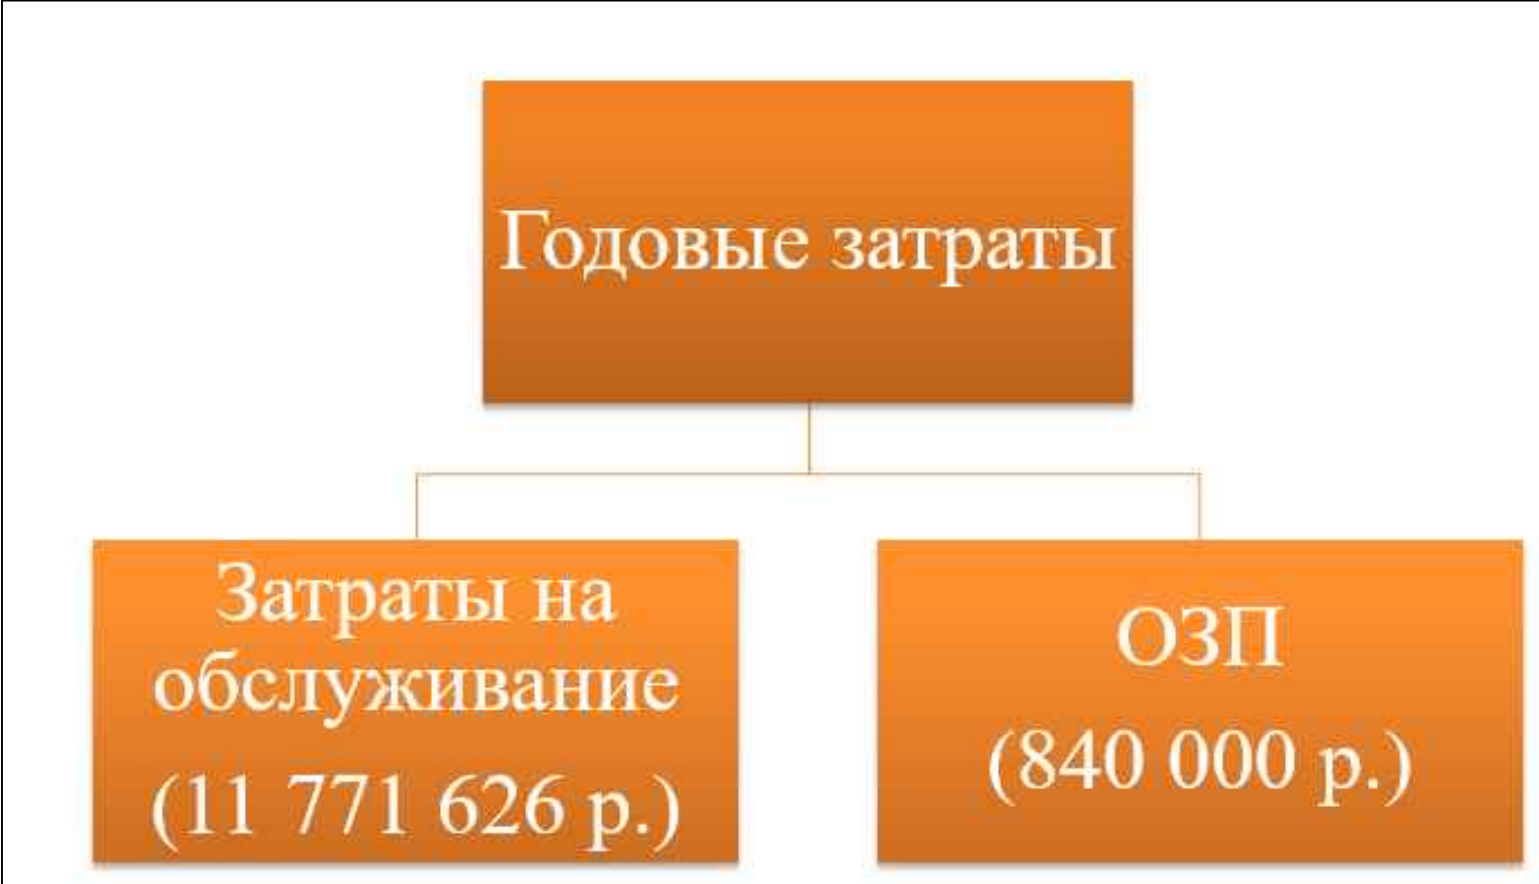 Годовые затраты
Затраты на
обслуживание
(11 771 626 р.)
ОЗП
(840 000 р.)